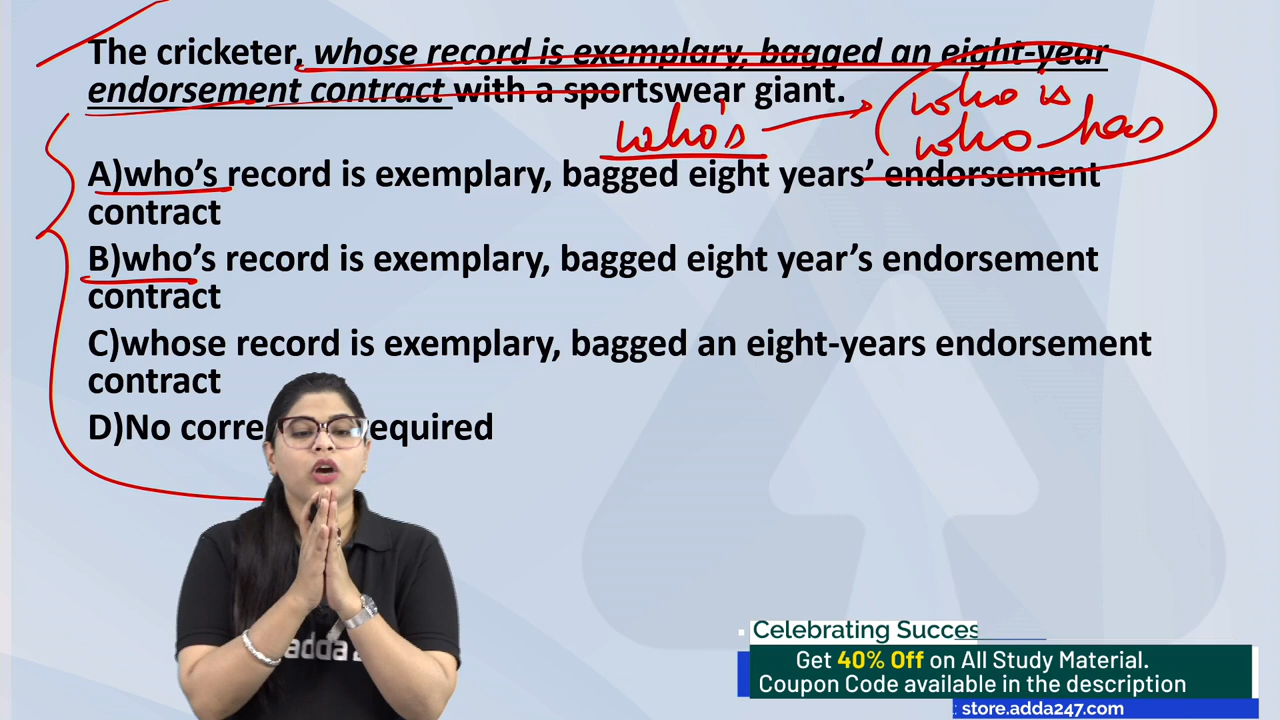 The cricketer, whose record is exemplary, bagged an eight-year
endorsement contract with a sportswear giant.
who's
who is
who has
A)who's record is exemplary, bagged eight years' endorsement
contract
B)who's record is exemplary, bagged eight year's endorsement
contract
C)whose record is exemplary, bagged an eight-years endorsement
contract
D)No corre equired
adda
Celebrating Succes
Get 40% Off on All Study Material.
Coupon Code available in the description
store.adda247.com